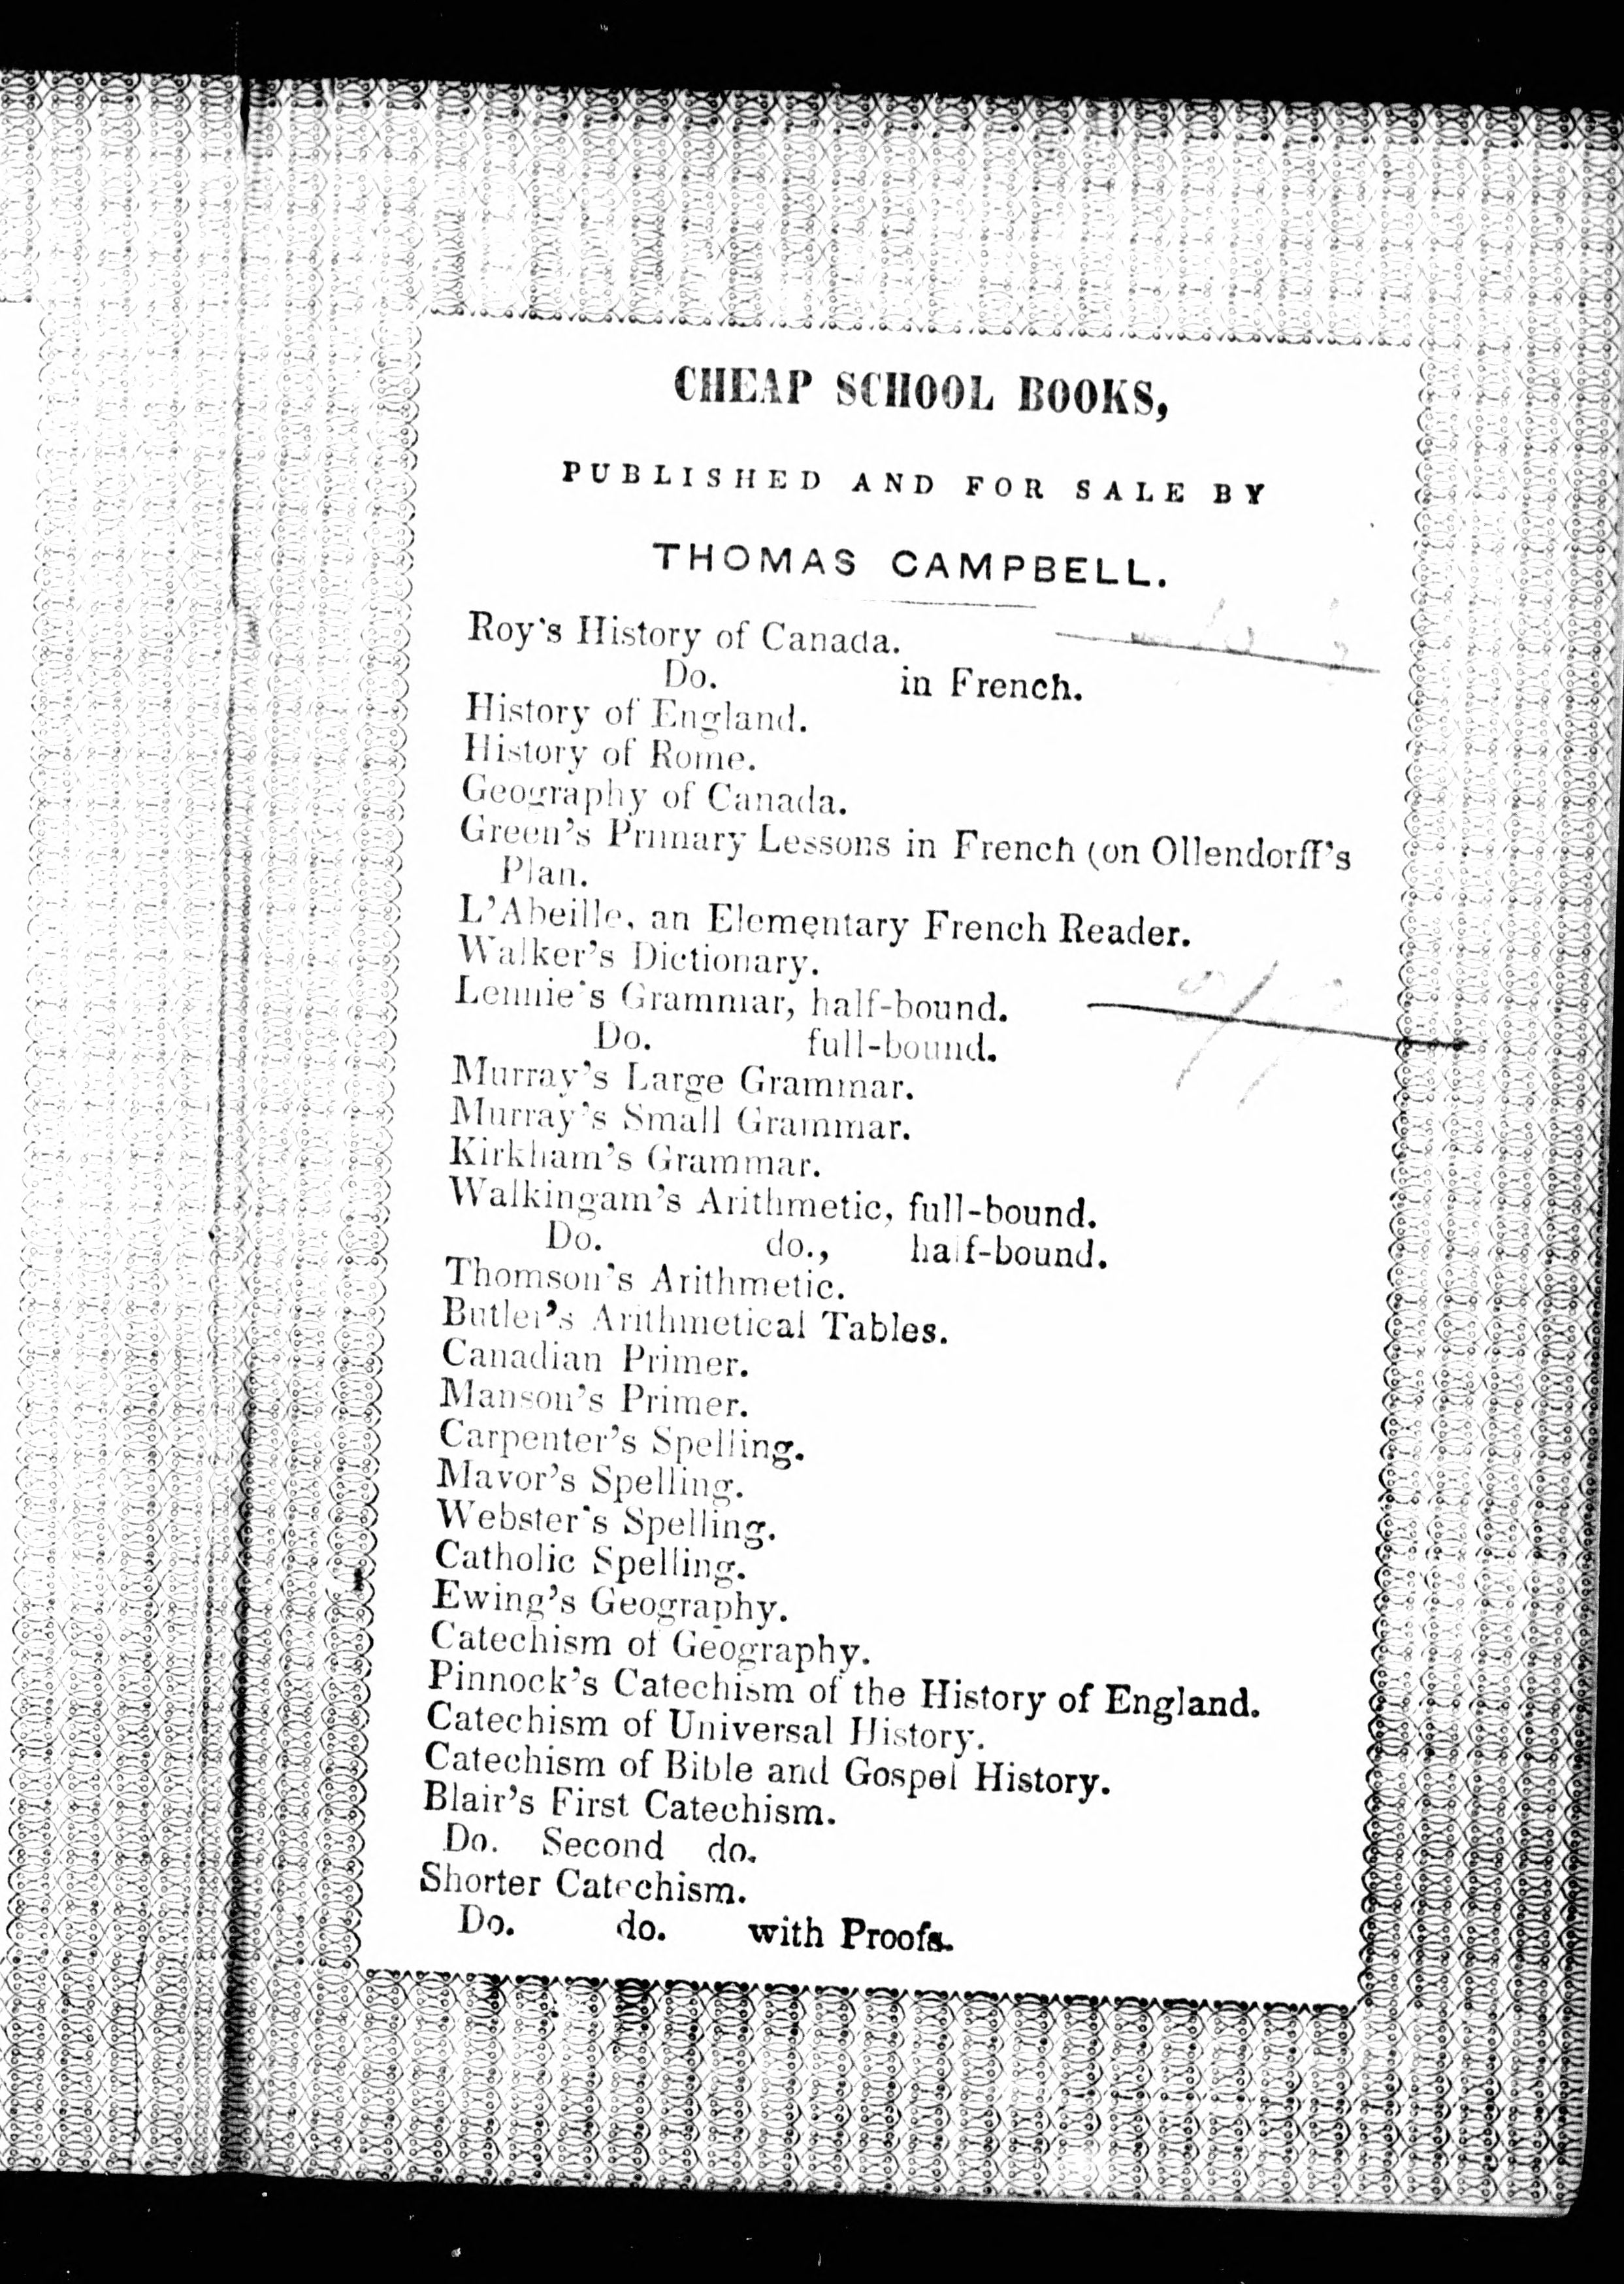 CHEAP SCHOOL BOOKS,
PUBLISHED AND FOR SALE BY
THOMAS CAMPBELL.
Roy's History of Canada.
Do. in French.
History of England.
History of Rome.
Geography of Canada.
Green's Primary Lessons in French (on Ollendorff's
Plan.
L'Abeille, an Elementary French Reader.
Walker's Dictionary.
Lennie's Grammar, half-bound.
Do. full-bound.
Murray's Large Grammar.
Murray's Small Grammar.
Kirkham's Grammar.
Walkingam's Arithmetic, full-bound.
Do. do., half-bound.
Thomson's Arithmetic.
Butler's Arithmetical Tables.
Canadian Primer.
Manson's Primer.
Carpenter's Spelling.
Mavor's Spelling.
Webster's Spelling.
Catholic Spelling.
Ewing's Geography.
Catechism of Geography.
Pinnock's Catechism of the History of England.
Catechism of Universal History.
Catechism of Bible and Gospel History.
Blair's First Catechism.
Do. Second do.
Shorter Catechism.
Do. do. with Proofs.